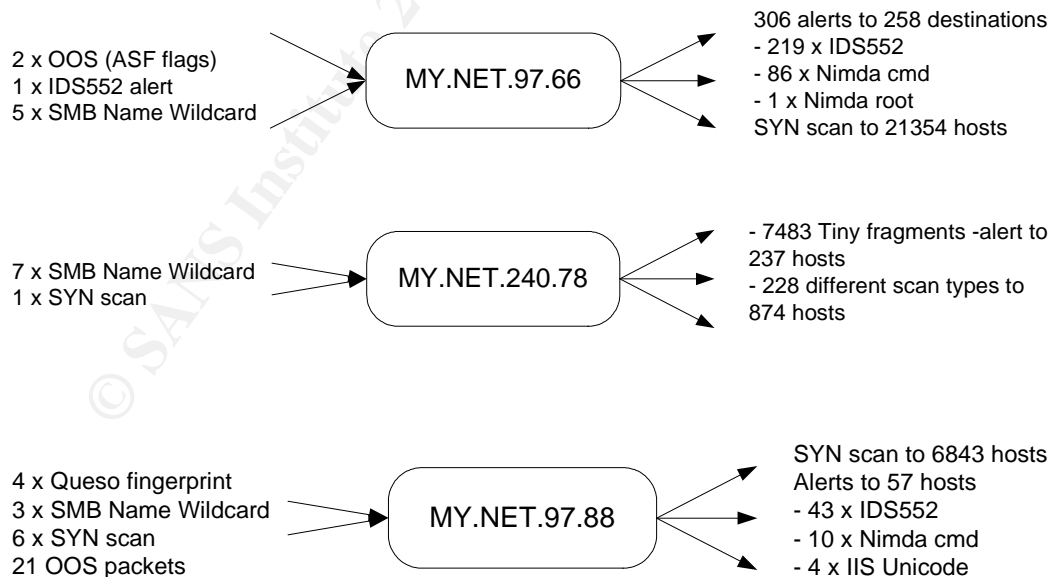 2 x OOS (ASF flags)
1 x IDS552 alert
5 x SMB Name Wildcard
MY.NET.97.66
306 alerts to 258 destinations
- 219 x IDS552
- 86 x Nimda cmd
- 1 x Nimda root
SYN scan to 21354 hosts
7 x SMB Name Wildcard
1 x SYN scan
MY.NET.240.78
- 7483 Tiny fragments -alert to
237 hosts
- 228 different scan types to
874 hosts
4 x Queso fingerprint
3 x SMB Name Wildcard
6 x SYN scan
21 OOS packets
MY.NET.97.88
SYN scan to 6843 hosts
Alerts to 57 hosts
- 43 x IDS552
- 10 x Nimda cmd
- 4 x IIS Unicode
© SANS Institute 2